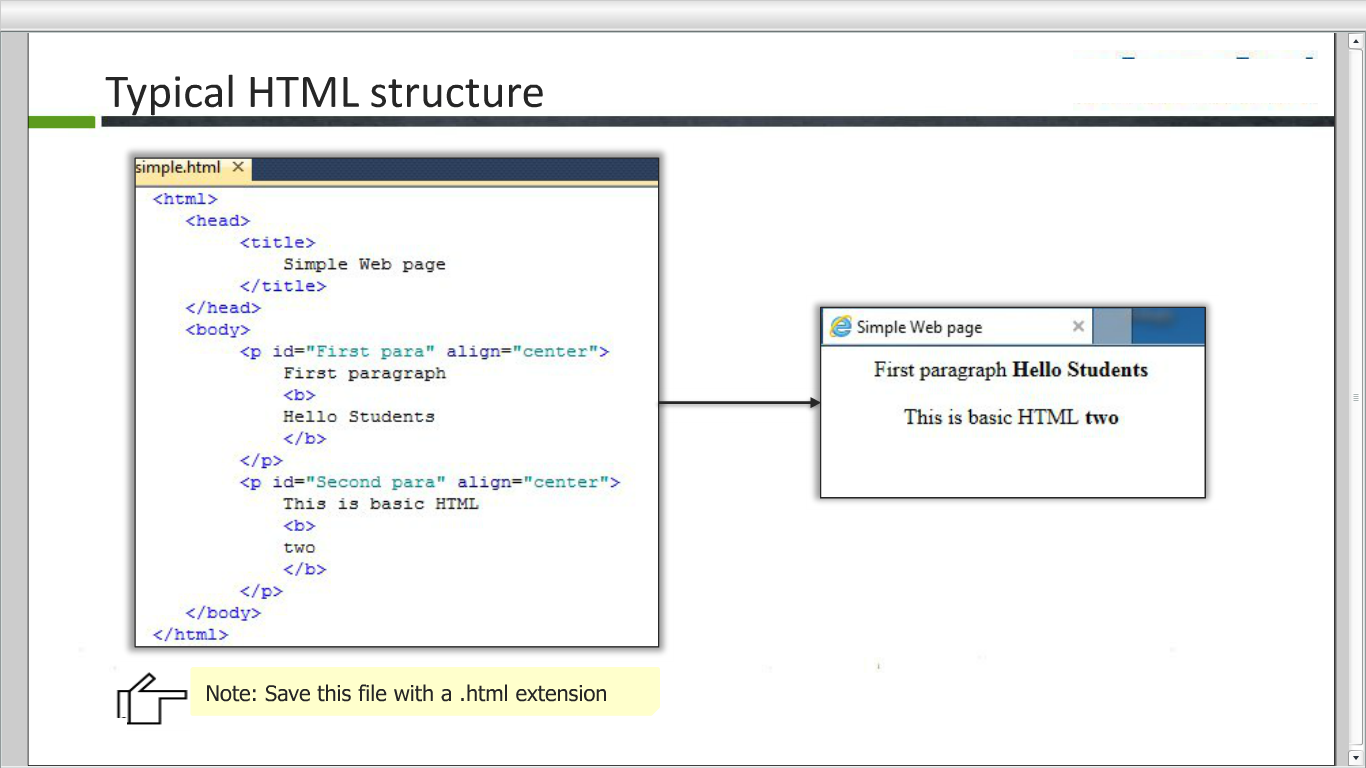 Typical HTML structure
simple.html
<html>
<head>
<title>
Simple Web page
</title>
</head>
<body>
<p id="First para" align="center">
First paragraph
<b>
Hello Students
</b>
</p>
<p id="Second para" align="center">
This is basic HTML
<b>
two
</b>
</p>
</body>
</html>
Simple Web page
First paragraph Hello Students
This is basic HTML two
Note: Save this file with a .html extension